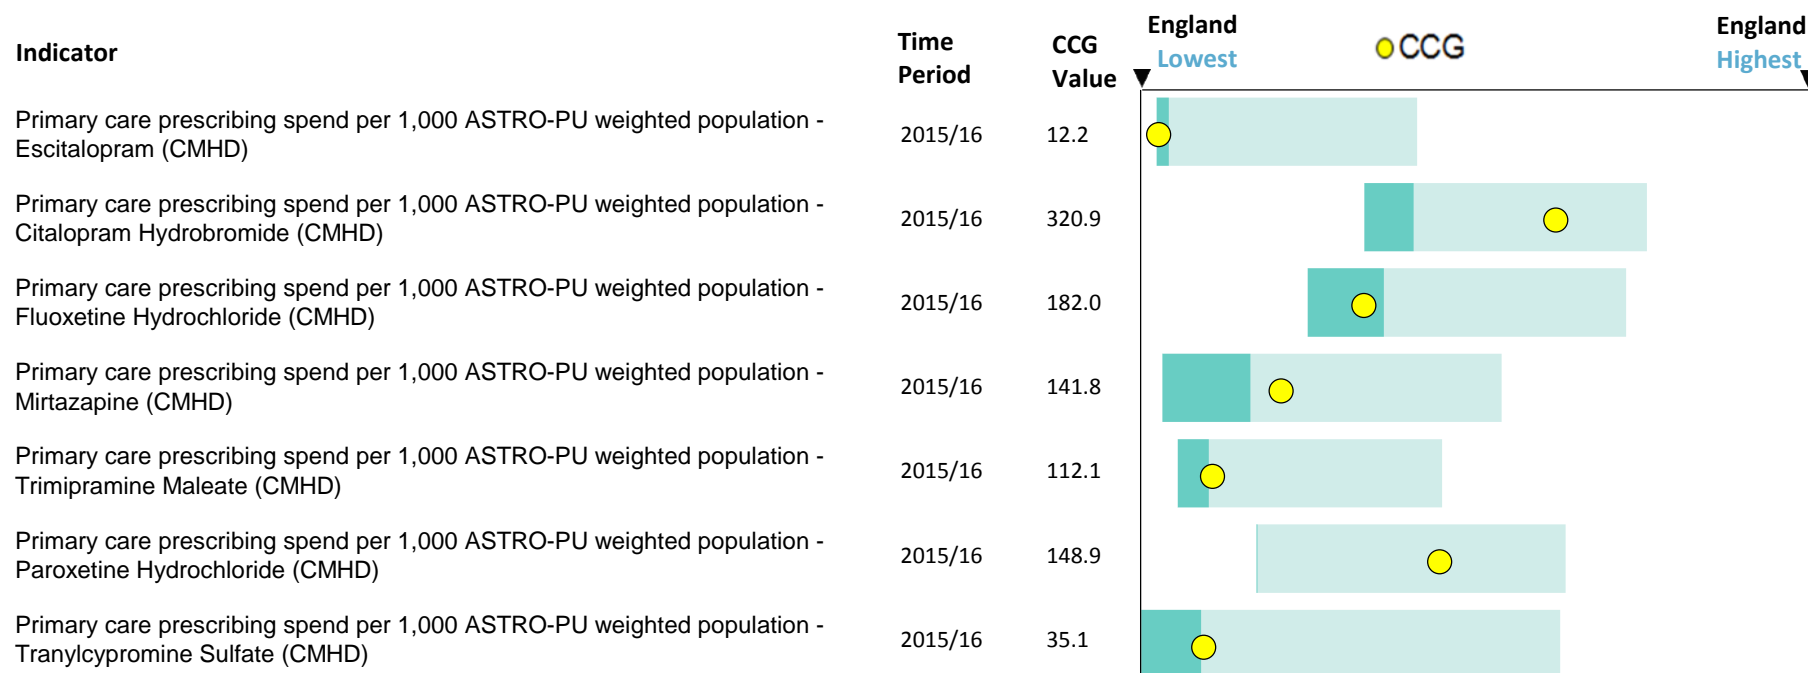 Indicator
Time
Period
CCG
Value
England
Lowest
CCG
England
Highest
Primary care prescribing spend per 1,000 ASTRO-PU weighted population -
Escitalopram (CMHD)
2015/16
12.2
Primary care prescribing spend per 1,000 ASTRO-PU weighted population -
Citalopram Hydrobromide (CMHD)
2015/16
320.9
Primary care prescribing spend per 1,000 ASTRO-PU weighted population -
Fluoxetine Hydrochloride (CMHD)
2015/16
182.0
Primary care prescribing spend per 1,000 ASTRO-PU weighted population -
Mirtazapine (CMHD)
2015/16
141.8
Primary care prescribing spend per 1,000 ASTRO-PU weighted population -
Trimipramine Maleate (CMHD)
2015/16
112.1
Primary care prescribing spend per 1,000 ASTRO-PU weighted population -
Paroxetine Hydrochloride (CMHD)
2015/16
148.9
Primary care prescribing spend per 1,000 ASTRO-PU weighted population -
Tranylcypromine Sulfate (CMHD)
2015/16
35.1